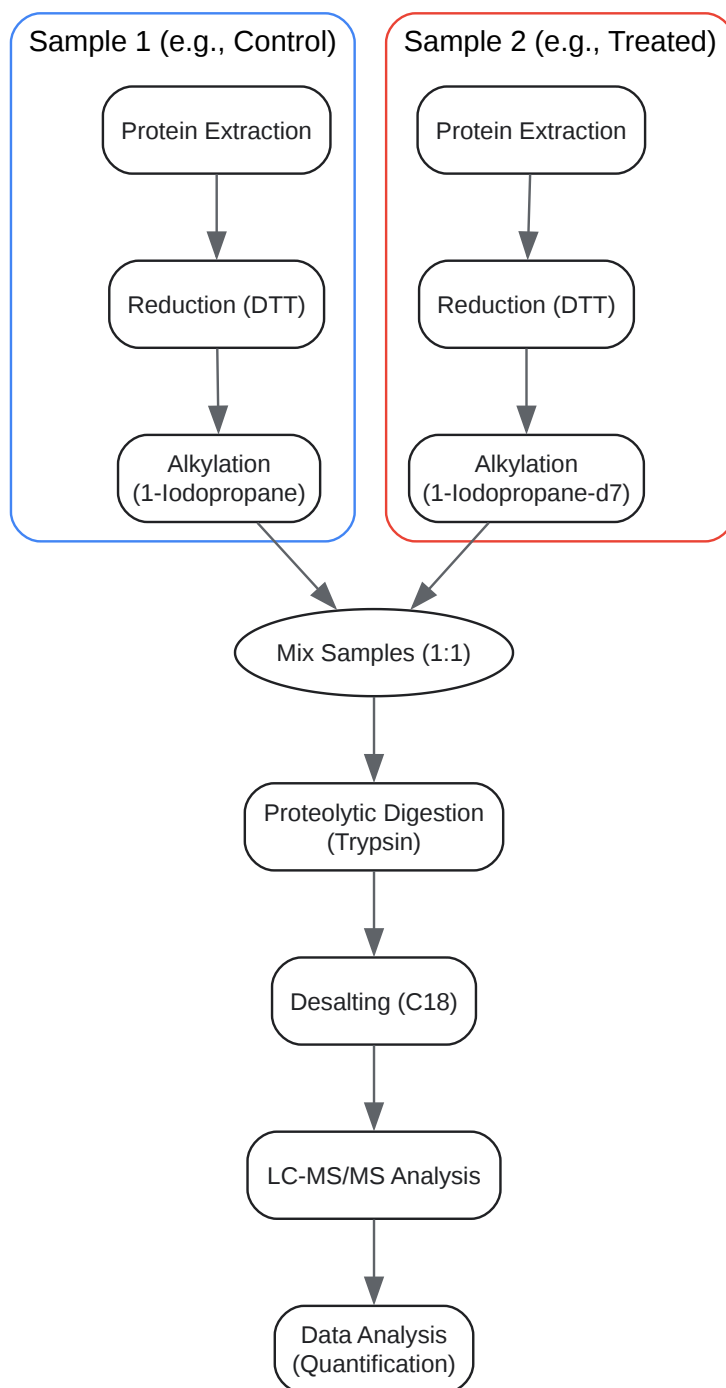 Sample 1 (e.g., Control)
Protein Extraction
Reduction (DTT)
Alkylation
(1-Iodopropane)
Sample 2 (e.g., Treated)
Protein Extraction
Reduction (DTT)
Alkylation
(1-Iodopropane-d7)
Mix Samples (1:1)
Proteolytic Digestion
(Trypsin)
Desalting (C18)
LC-MS/MS Analysis
Data Analysis
(Quantification)